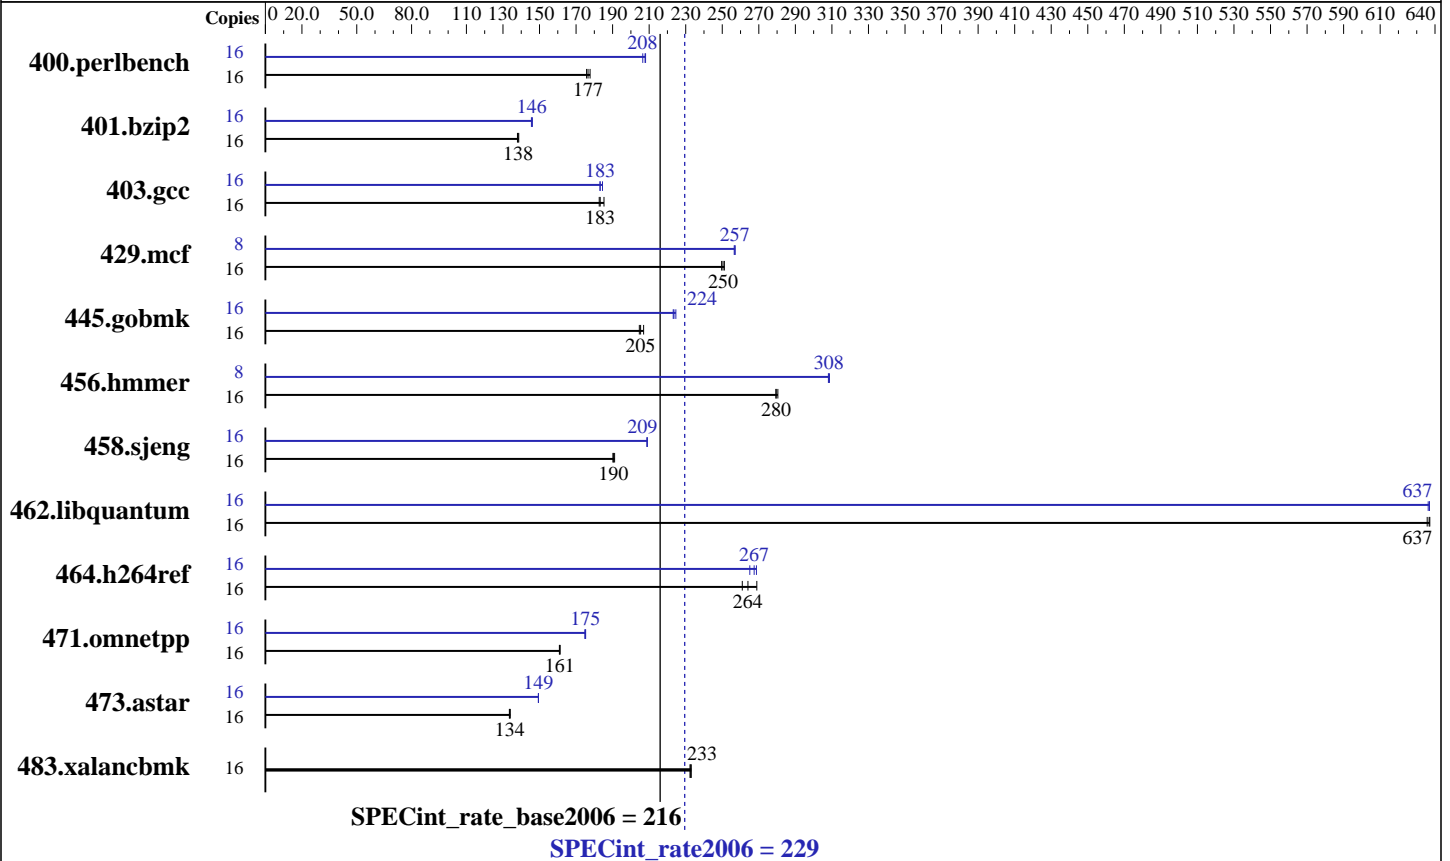 Copies 0 20.0 50.0 80.0 110 130 150 170 190 210 230 250 270 290 310 330 350 370 390 410 430 450 470 490 510 530 550 570 590 610 640
400.perlbench 16 208
16 177
401.bzip2 16 146
16 138
403.gcc 16 183
16 183
429.mcf 8 257
16 250
445.gobmk 16 224
16 205
456.hmmer 8 308
16 280
458.sjeng 16 209
16 190
462.libquantum 16 637
16 637
464.h264ref 16 267
16 264
471.omnetpp 16 175
16 161
473.astar 16 149
16 134
483.xalancbmk 16 233
SPECint_rate_base2006 = 216
SPECint_rate2006 = 229